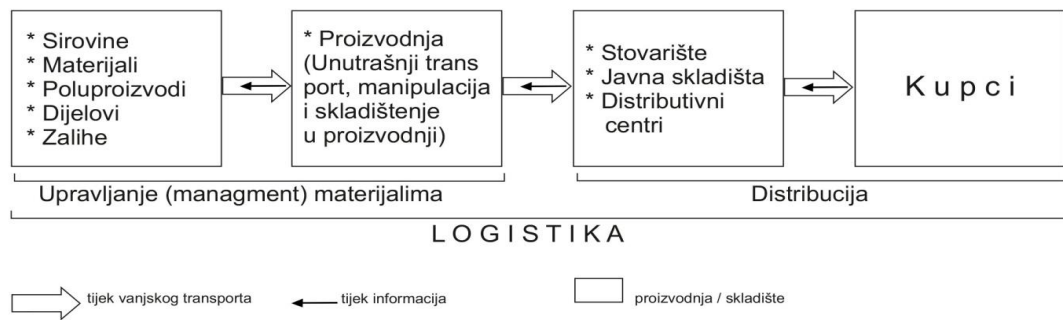 * Sirovine
* Materijali
* Poluproizvodi
* Dijelovi
* Zalihe
* Proizvodnja
(Unutrašnji trans
port, manipulacija
i skladištenje
u proizvodnji)
* Stovarište
* Javna skladišta
* Distributivni
centri
Kupci
Upravljanje (managment) materijalima
Distribucija
LOGISTIKA
tijek vanjskog transporta
tijek informacija
proizvodnja / skladište